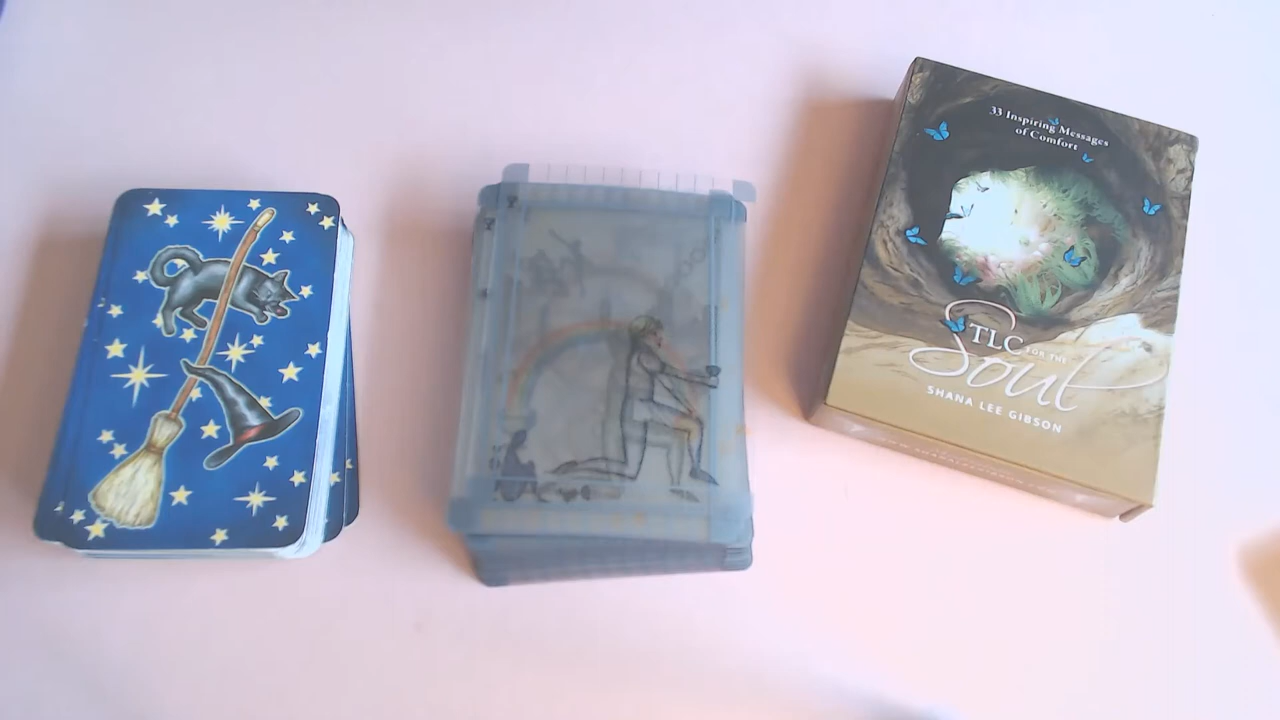 33 Inspiring Messages
of Comfort
TLC FOR THE
Soul
SHANA LEE GIBSON